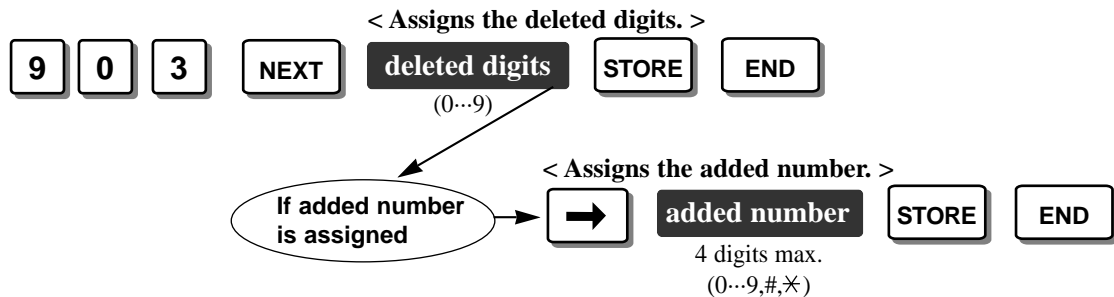 < Assigns the deleted digits. >
9 0 3 NEXT deleted digits STORE END
(0···9)
< Assigns the added number. >
If added number
is assigned
➡ added number STORE END
4 digits max.
(0···9,#,✳)